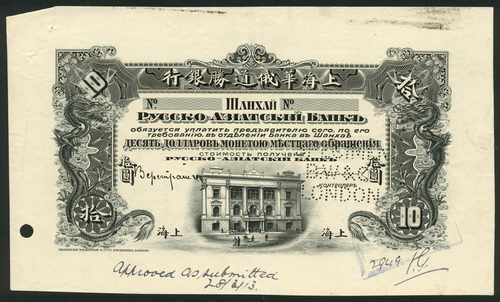 行銀勝道俄華海上
10 拾
№ ШАНХАЙ №
РУССКО-АЗІАТСКІЙ БАНКЪ
ОБЯЗУЕТСЯ УПЛАТИТЬ ПРЕДЪЯВИТЕЛЮ СЕГО, ПО ЕГО
ТРЕБОВАНІЮ ВЪ ОТДѢЛЕНІИ БАНКА ВЪ ШАНХАѢ
ДЕСЯТЬ ДОЛЛАРОВЪ МОНЕТОЮ МѢСТНАГО ОБРАЩЕНІЯ
СТОИМОСТЬ ПОЛУЧЕНА
РУССКО-АЗІАТСКІЙ БАНКЪ
КОНТРОЛЕРЪ
海上 海上
拾 10
Approved as submitted
28/3/13.
2949